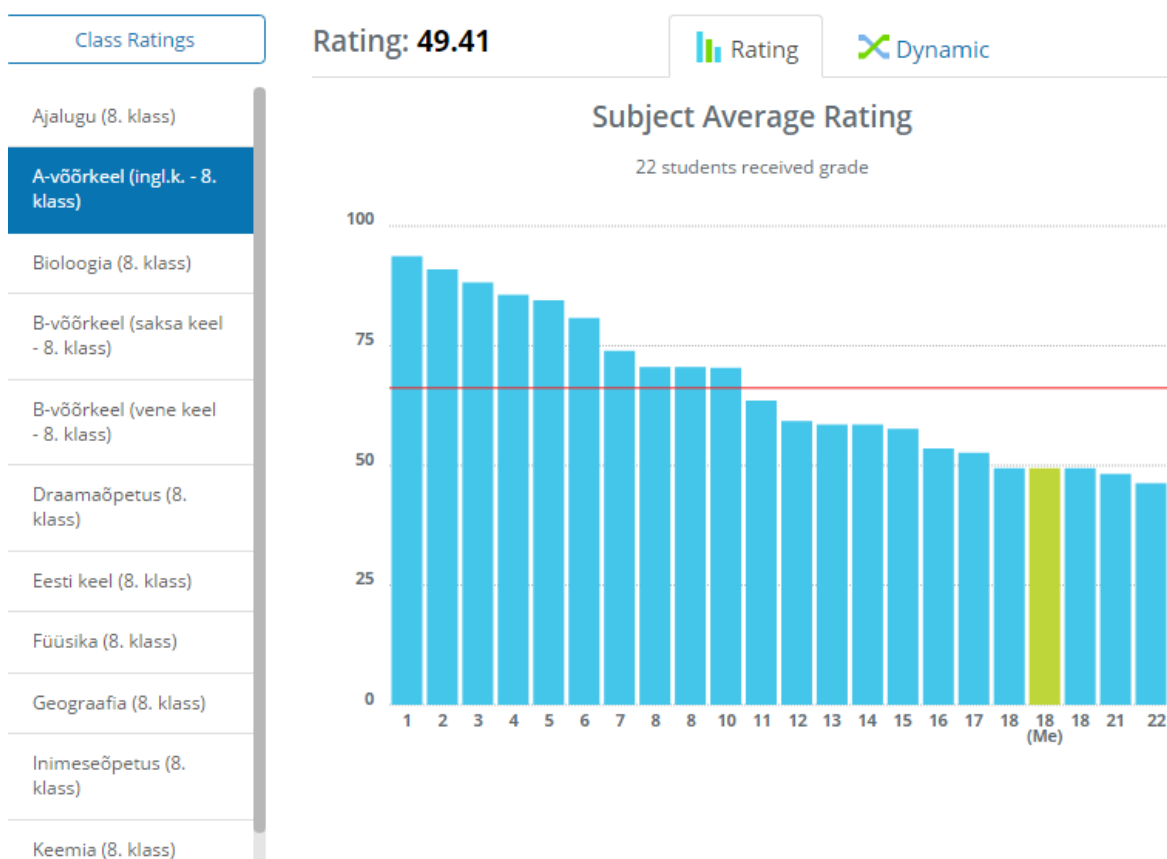 Class Ratings
Ajalugu (8. klass)
A-võõrkeel (ingl.k. - 8.
klass)
Bioloogia (8. klass)
B-võõrkeel (saksa keel
- 8. klass)
B-võõrkeel (vene keel
- 8. klass)
Draamaõpetus (8.
klass)
Eesti keel (8. klass)
Füüsika (8. klass)
Geograafia (8. klass)
Inimeseõpetus (8.
klass)
Keemia (8. klass)
Rating: 49.41
Rating
Dynamic
Subject Average Rating
22 students received grade
100
75
50
25
0
1 2 3 4 5 6 7 8 8 10 11 12 13 14 15 16 17 18 18 18 21 22
(Me)